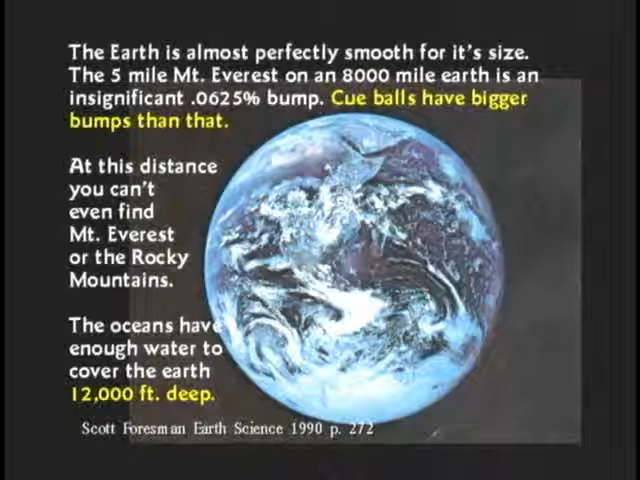 The Earth is almost perfectly smooth for it's size.
The 5 mile Mt. Everest on an 8000 mile earth is an
insignificant .0625% bump. Cue balls have bigger
bumps than that.
At this distance
you can't
even find
Mt. Everest
or the Rocky
Mountains.
The oceans have
enough water to
cover the earth
12,000 ft. deep.
Scott Foresman Earth Science 1990 p. 272